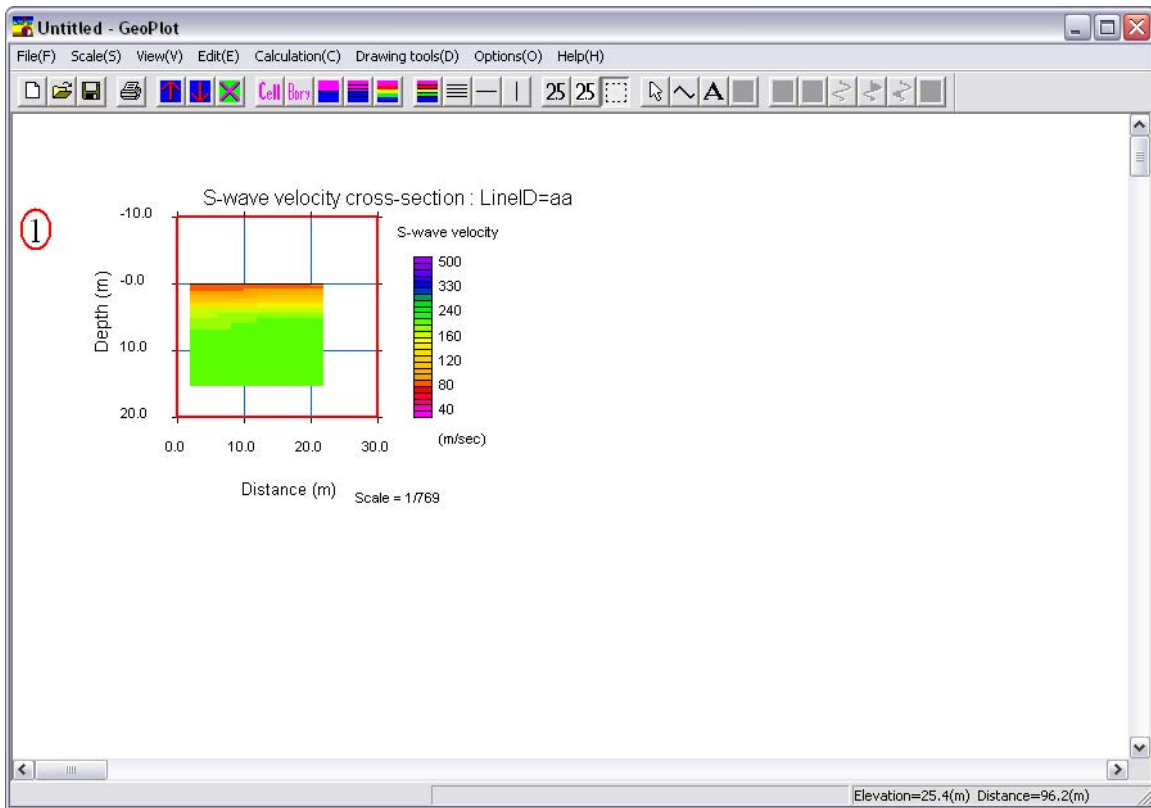 Untitled - GeoPlot
File(F) Scale(S) View(V) Edit(E) Calculation(C) Drawing tools(D) Options(O) Help(H)
Cell Bory 25 25 A
S-wave velocity cross-section : LineID=aa
1
-10.0
-0.0
10.0
20.0
Depth (m)
0.0 10.0 20.0 30.0
Distance (m)
Scale = 1/769
S-wave velocity
500
330
240
160
120
80
40
(m/sec)
Elevation=25.4(m) Distance=96.2(m)